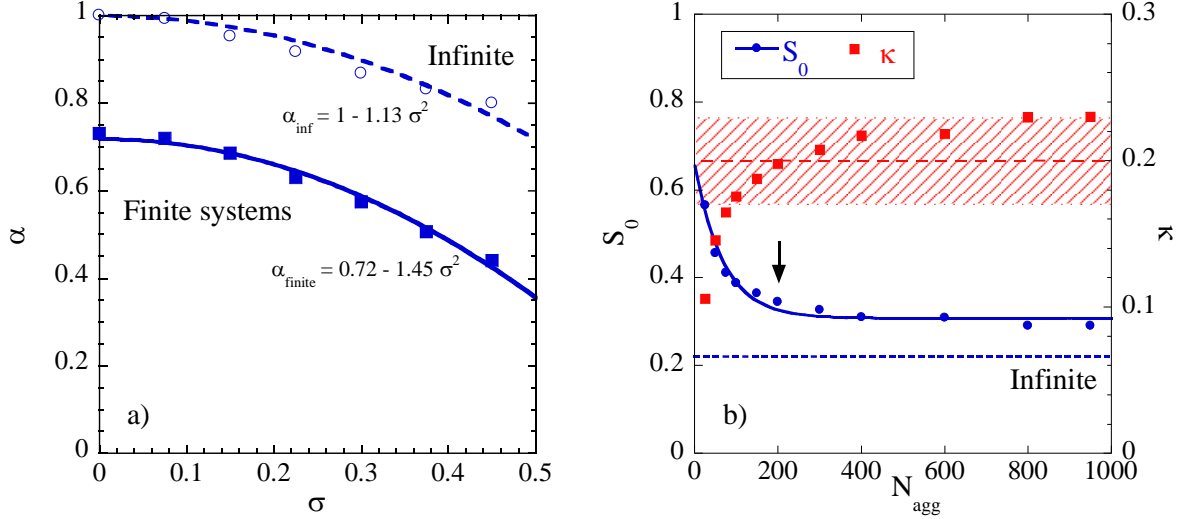 1
0.8
0.6
0.4
0.2
0
α
0
0.1
0.2
0.3
0.4
0.5
σ
Infinite
α_inf = 1 - 1.13 σ²
Finite systems
α_finite = 0.72 - 1.45 σ²
a)
1
0.8
0.6
0.4
0.2
0
S₀
S₀
κ
Infinite
b)
0
200
400
600
800
1000
N_agg
0.3
0.2
0.1
0
κ